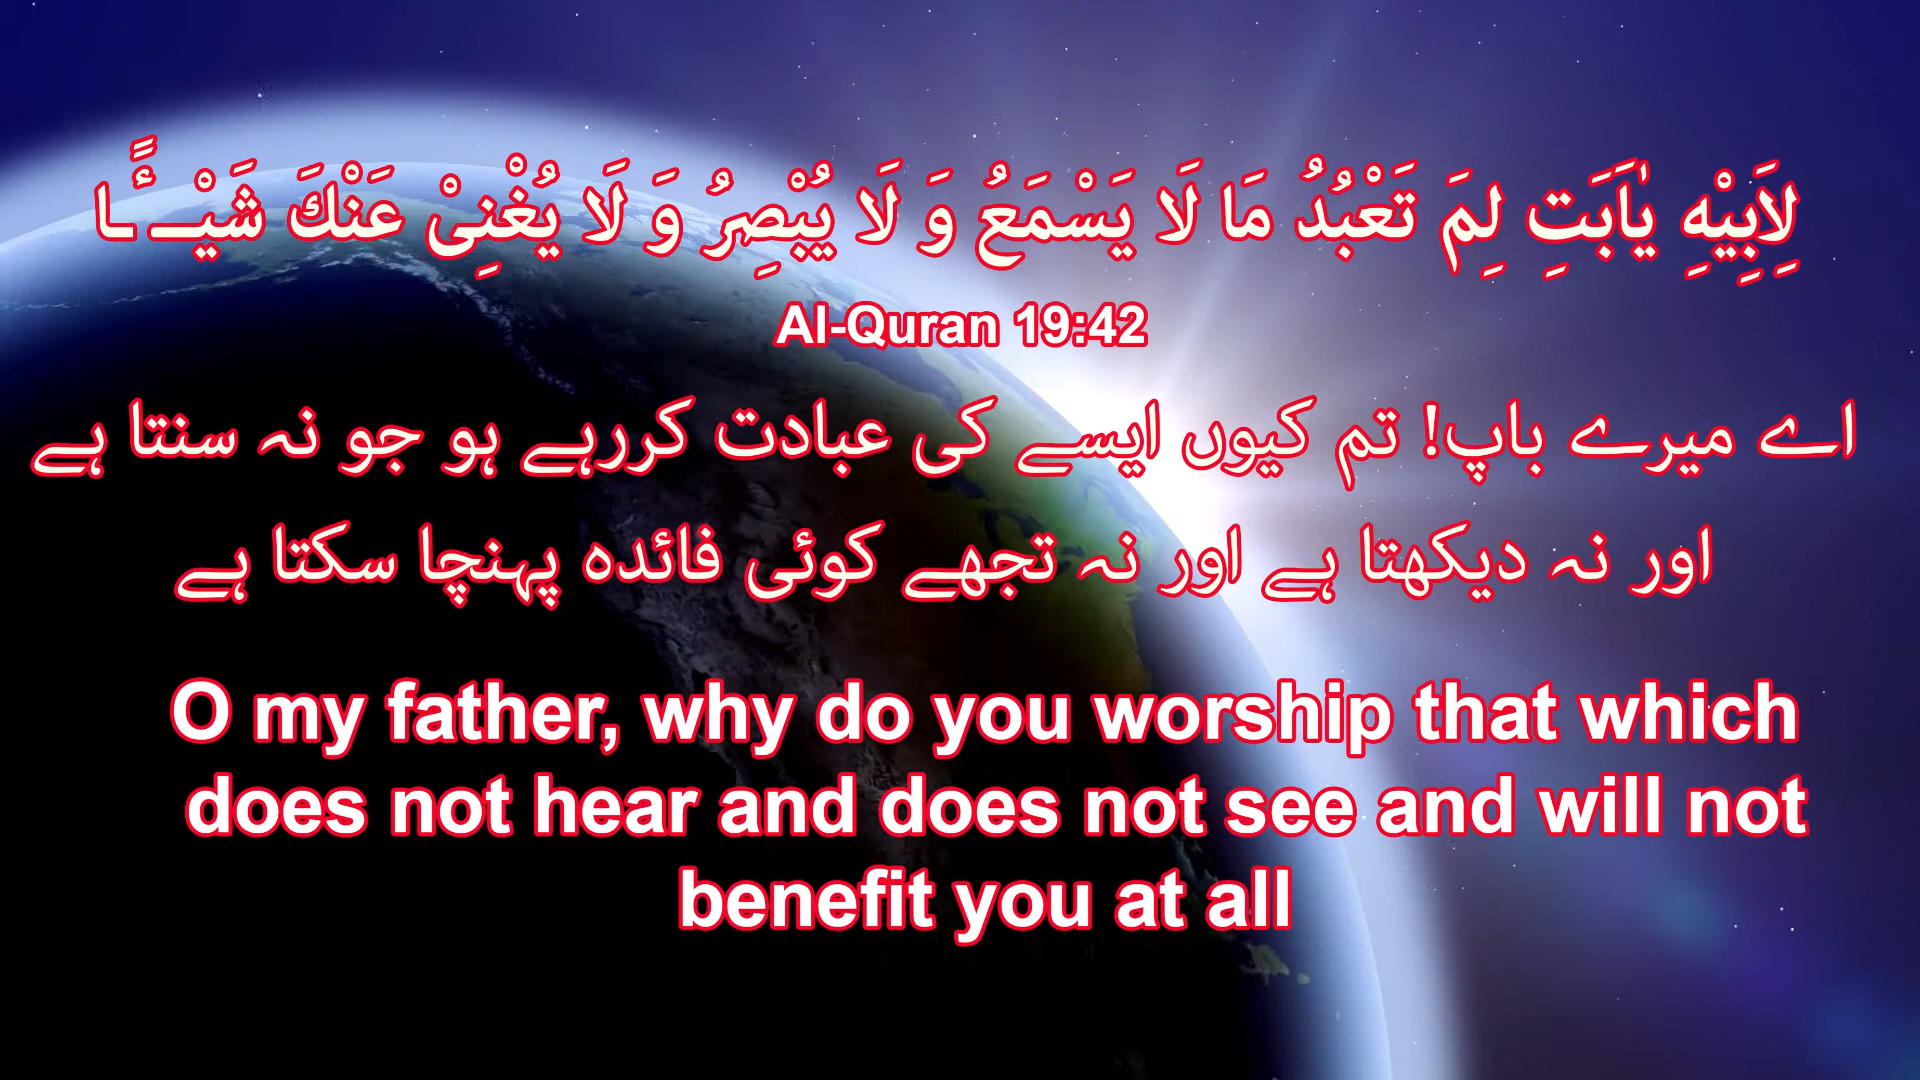 لِاَبِيْهِ يٰۤاَبَتِ لِمَ تَعْبُدُ مَا لَا يَسْمَعُ وَ لَا يُبْصِرُ وَ لَا يُغْنِىْ عَنْكَ شَيْــٴًـا
Al-Quran 19:42
اے میرے باپ! تم کیوں ایسے کی عبادت کررہے ہو جو نہ سنتا ہے
اور نہ دیکھتا ہے اور نہ تجھے کوئی فائدہ پہنچا سکتا ہے
O my father, why do you worship that which
does not hear and does not see and will not
benefit you at all